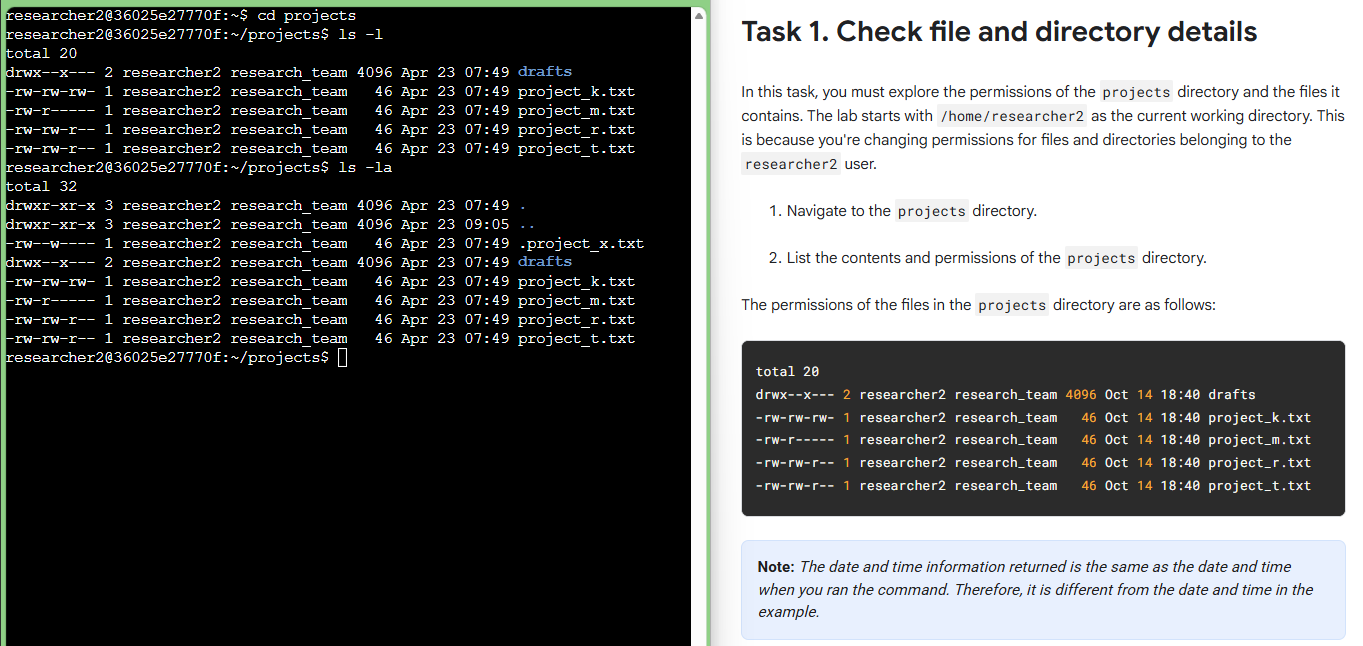 researcher2@36025e27770f:~$ cd projects
researcher2@36025e27770f:~/projects$ ls -l
total 20
drwx--x--- 2 researcher2 research_team 4096 Apr 23 07:49 drafts
-rw-rw-rw- 1 researcher2 research_team   46 Apr 23 07:49 project_k.txt
-rw-r----- 1 researcher2 research_team   46 Apr 23 07:49 project_m.txt
-rw-rw-r-- 1 researcher2 research_team   46 Apr 23 07:49 project_r.txt
-rw-rw-r-- 1 researcher2 research_team   46 Apr 23 07:49 project_t.txt
researcher2@36025e27770f:~/projects$ ls -la
total 32
drwxr-xr-x 3 researcher2 research_team 4096 Apr 23 07:49 .
drwxr-xr-x 3 researcher2 research_team 4096 Apr 23 09:05 ..
-rw--w---- 1 researcher2 research_team   46 Apr 23 07:49 .project_x.txt
drwx--x--- 2 researcher2 research_team 4096 Apr 23 07:49 drafts
-rw-rw-rw- 1 researcher2 research_team   46 Apr 23 07:49 project_k.txt
-rw-r----- 1 researcher2 research_team   46 Apr 23 07:49 project_m.txt
-rw-rw-r-- 1 researcher2 research_team   46 Apr 23 07:49 project_r.txt
-rw-rw-r-- 1 researcher2 research_team   46 Apr 23 07:49 project_t.txt
researcher2@36025e27770f:~/projects$
Task 1. Check file and directory details
In this task, you must explore the permissions of the projects directory and the files it
contains. The lab starts with /home/researcher2 as the current working directory. This
is because you're changing permissions for files and directories belonging to the
researcher2 user.
1. Navigate to the projects directory.
2. List the contents and permissions of the projects directory.
The permissions of the files in the projects directory are as follows:
total 20
drwx--x--- 2 researcher2 research_team 4096 Oct 14 18:40 drafts
-rw-rw-rw- 1 researcher2 research_team   46 Oct 14 18:40 project_k.txt
-rw-r----- 1 researcher2 research_team   46 Oct 14 18:40 project_m.txt
-rw-rw-r-- 1 researcher2 research_team   46 Oct 14 18:40 project_r.txt
-rw-rw-r-- 1 researcher2 research_team   46 Oct 14 18:40 project_t.txt
Note: The date and time information returned is the same as the date and time
when you ran the command. Therefore, it is different from the date and time in the
example.